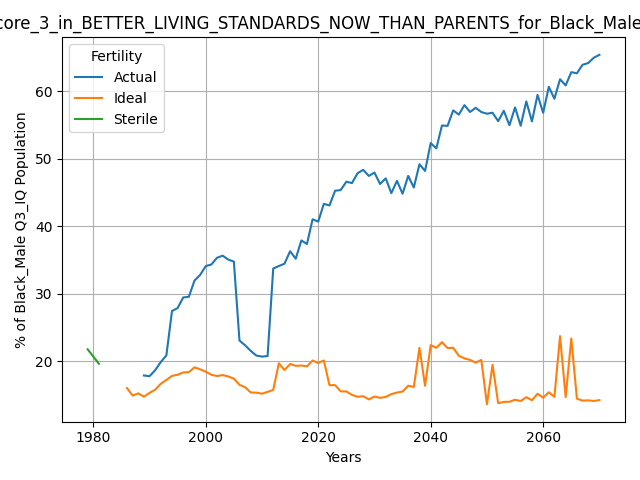 core_3_in_BETTER_LIVING_STANDARDS_NOW_THAN_PARENTS_for_Black_Male
Fertility
Actual
Ideal
Sterile
% of Black_Male Q3_IQ Population
60
50
40
30
20
1980
2000
2020
2040
2060
Years